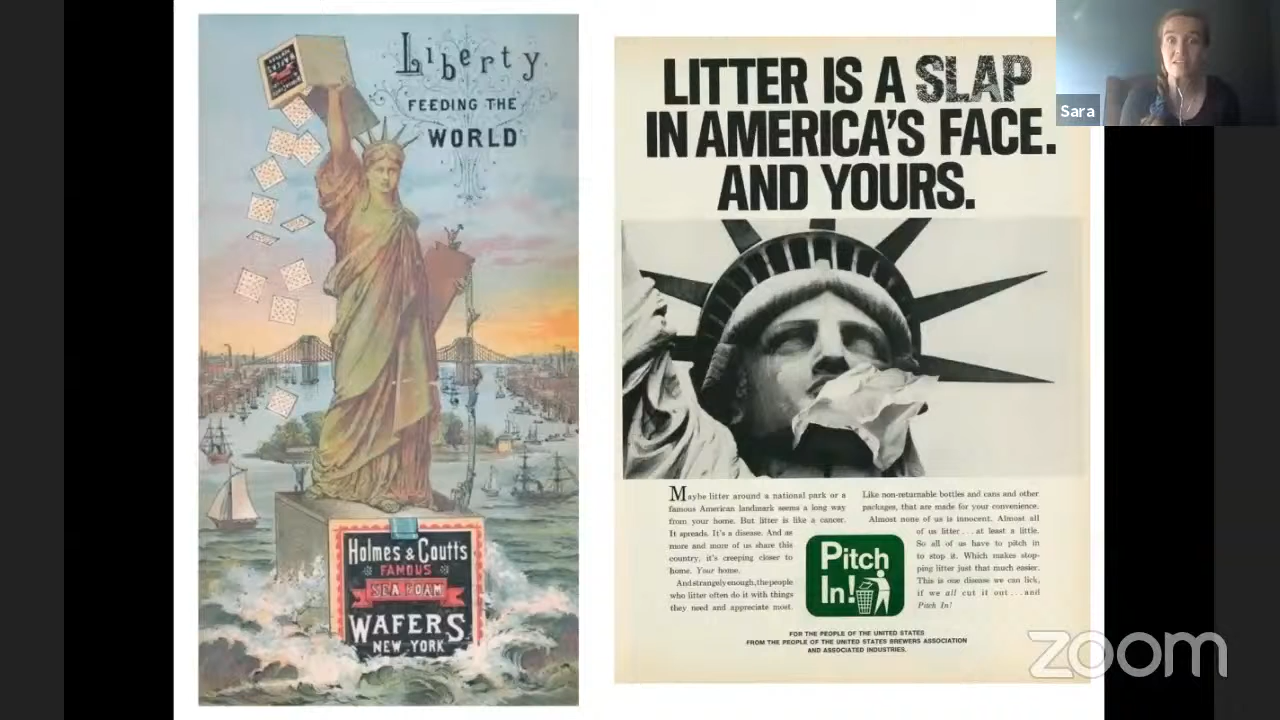 Liberty
FEEDING THE
WORLD
Holmes & Coutts
FAMOUS
SEA FOAM
WAFERS
NEW YORK
LITTER IS A SLAP
IN AMERICA'S FACE.
AND YOURS.
Maybe litter around a national park or a
famous American landmark seems a long way
from your home. But litter is like a cancer.
It spreads. It's a disease. And as
more and more of us share this
country, it's creeping closer to
home. Your home.
And strangely enough, the people
who litter often do it with things
they need and appreciate most.
Like non-returnable bottles and cans and other
packages, that are made for your convenience.
Almost none of us is innocent. Almost all
of us litter . . . at least a little.
So all of us have to pitch in
to stop it. Which makes stop-
ping litter just that much easier.
This is one disease we can lick,
if we all cut it out . . . and
Pitch In!
Pitch
In!
FOR THE PEOPLE OF THE UNITED STATES
FROM THE PEOPLE OF THE UNITED STATES BREWERS ASSOCIATION
AND ASSOCIATED INDUSTRIES.
Sara
zoom